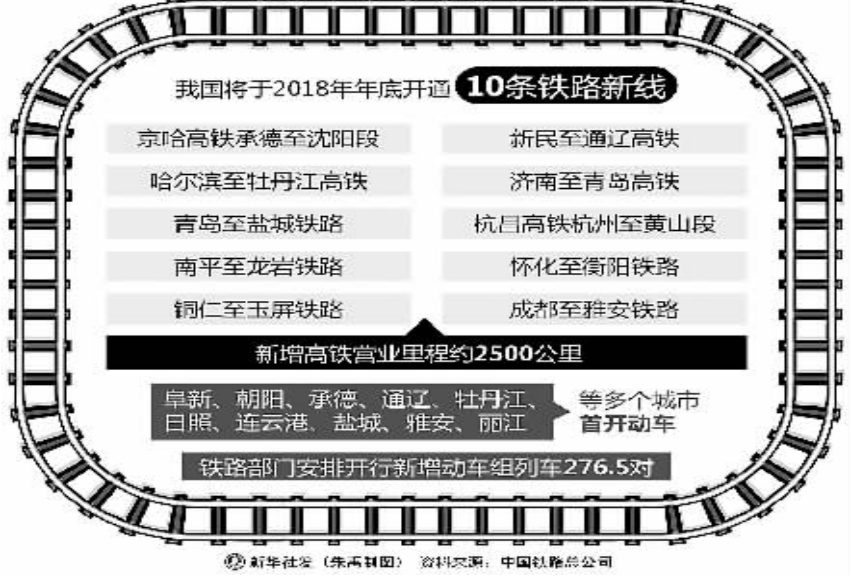 我国将于2018年年底开通 10条铁路新线
京哈高铁承德至沈阳段
新民至通辽高铁
哈尔滨至牡丹江高铁
济南至青岛高铁
青岛至盐城铁路
杭昌高铁杭州至黄山段
南平至龙岩铁路
怀化至衡阳铁路
铜仁至玉屏铁路
成都至雅安铁路
新增高铁营业里程约2500公里
阜新、朝阳、承德、通辽、牡丹江、
日照、连云港、盐城、雅安、丽江
等多个城市
首开动车
铁路部门安排开行新增动车组列车276.5对
新华社发（朱禹制图） 资料来源：中国铁路总公司